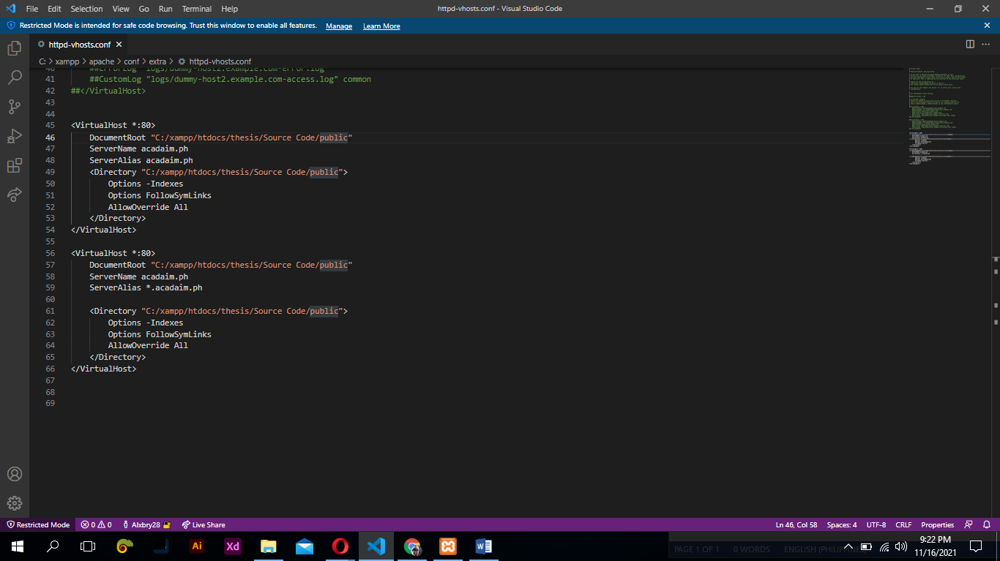 File Edit Selection View Go Run Terminal Help httpd-vhosts.conf - Visual Studio Code
Restricted Mode is intended for safe code browsing. Trust this window to enable all features. Manage Learn More
httpd-vhosts.conf
C: > xampp > apache > conf > extra > httpd-vhosts.conf
40 ##ErrorLog "logs/dummy-host2.example.com-error.log"
41 ##CustomLog "logs/dummy-host2.example.com-access.log" common
42 ##</VirtualHost>
43
44
45 <VirtualHost *:80>
46 DocumentRoot "C:/xampp/htdocs/thesis/Source Code/public"
47 ServerName acadaim.ph
48 ServerAlias acadaim.ph
49 <Directory "C:/xampp/htdocs/thesis/Source Code/public">
50 Options -Indexes
51 Options FollowSymLinks
52 AllowOverride All
53 </Directory>
54 </VirtualHost>
55
56 <VirtualHost *:80>
57 DocumentRoot "C:/xampp/htdocs/thesis/Source Code/public"
58 ServerName acadaim.ph
59 ServerAlias *.acadaim.ph
60
61 <Directory "C:/xampp/htdocs/thesis/Source Code/public">
62 Options -Indexes
63 Options FollowSymLinks
64 AllowOverride All
65 </Directory>
66 </VirtualHost>
67
68
69
Restricted Mode 0 0 Alxbry28 Live Share Ln 46, Col 58 Spaces: 4 UTF-8 CRLF Properties
Ai Xd PAGE 1 OF 1 0 WORDS ENGLISH (PHILIPPINE 9:22 PM
11/16/2021